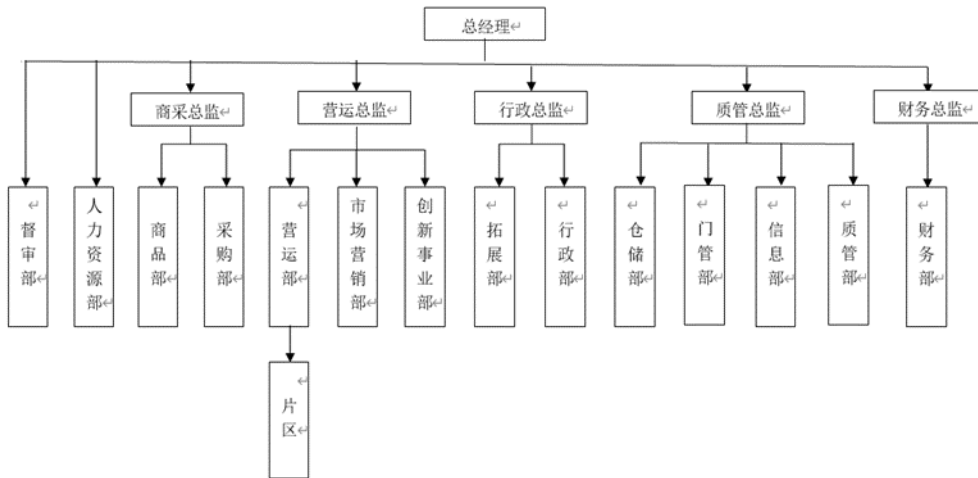 总经理
商采总监
营运总监
行政总监
质管总监
财务总监
督审部
人力资源部
商品部
采购部
营运部
市场营销部
创新事业部
拓展部
行政部
仓储部
门管部
信息部
质管部
财务部
片区